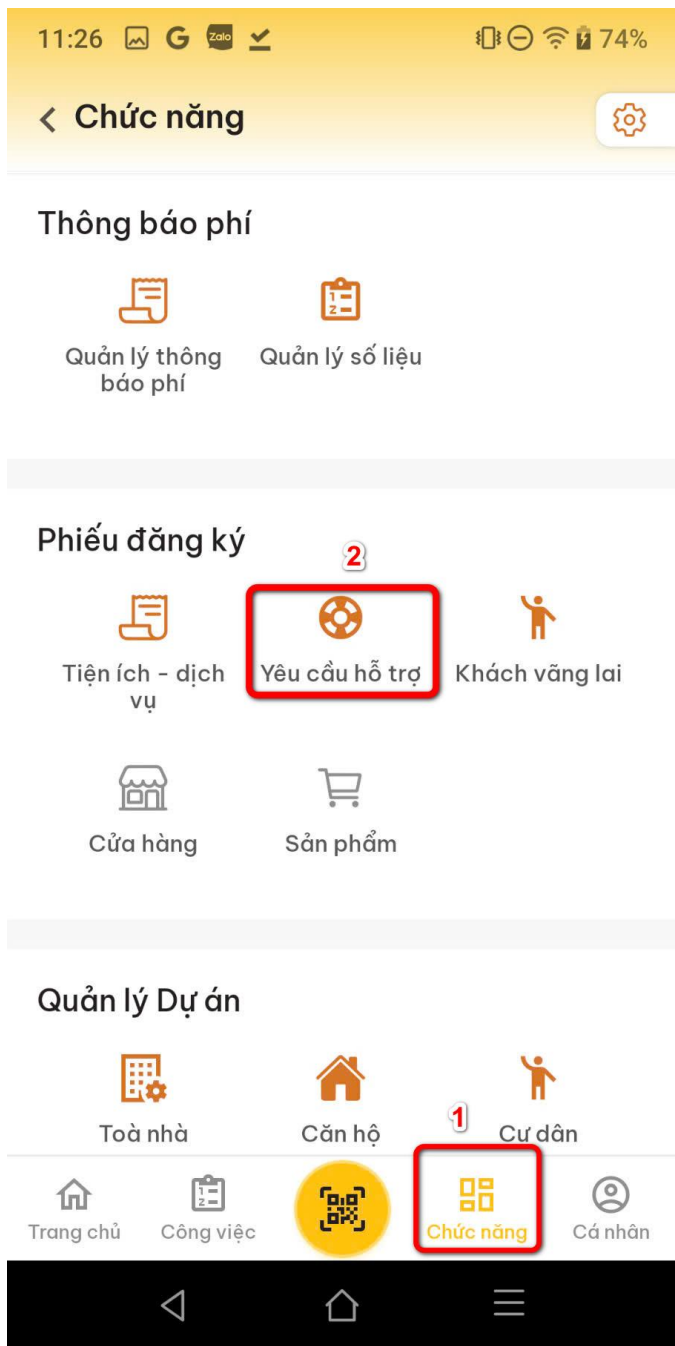 11:26 G Zalo 74%
Chức năng
Thông báo phí
Quản lý thông
báo phí
Quản lý số liệu
Phiếu đăng ký
2
Tiện ích - dịch
vụ
Yêu cầu hỗ trợ
Khách vãng lai
Cửa hàng
Sản phẩm
Quản lý Dự án
1
Toà nhà
Căn hộ
Cư dân
Trang chủ
Công việc
Chức năng
Cá nhân